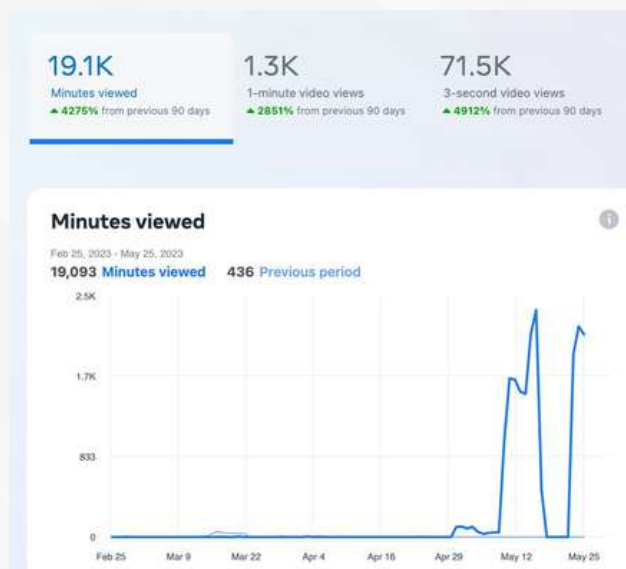 19.1K
Minutes viewed
▲ 4275% from previous 90 days
1.3K
1-minute video views
▲ 2851% from previous 90 days
71.5K
3-second video views
▲ 4912% from previous 90 days
Minutes viewed
i
Feb 25, 2023 - May 25, 2023
19,093 Minutes viewed 436 Previous period
2.5K
1.7K
833
0
Feb 25 Mar 9 Mar 22 Apr 4 Apr 16 Apr 29 May 12 May 25